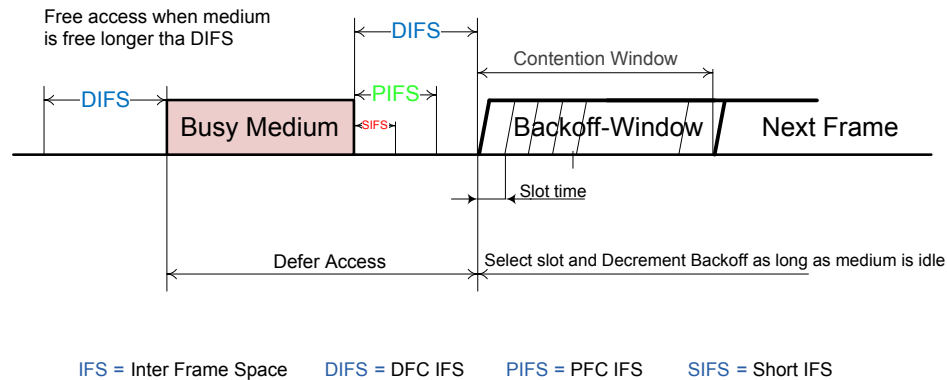 Free access when medium
is free longer tha DIFS
DIFS
Contention Window
DIFS
PIFS
Busy Medium
SIFS
Backoff-Window
Next Frame
Slot time
Defer Access
Select slot and Decrement Backoff as long as medium is idle
IFS = Inter Frame Space
DIFS = DFC IFS
PIFS = PFC IFS
SIFS = Short IFS